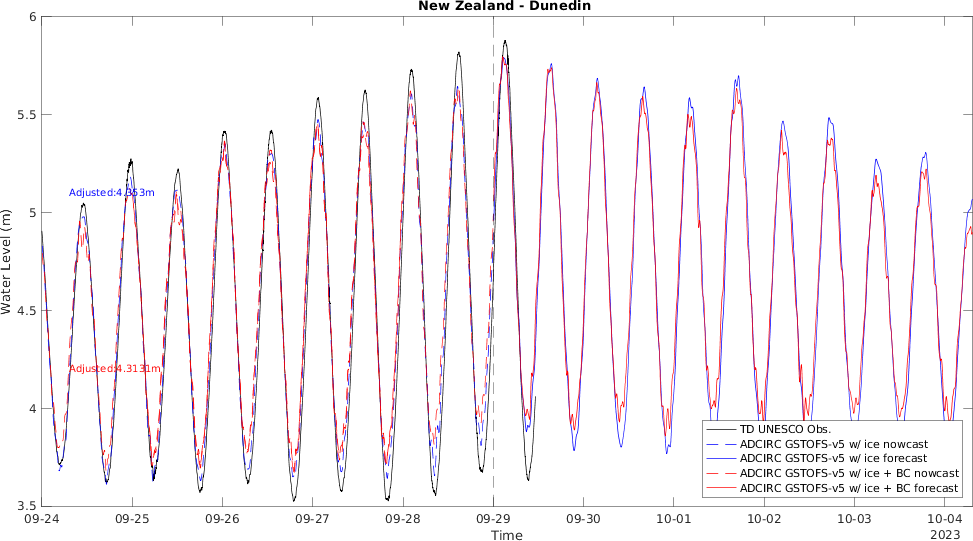 New Zealand - Dunedin
6
5.5
5
4.5
4
3.5
Water Level (m)
Adjusted:4.353m
Adjusted:4.3131m
TD UNESCO Obs.
ADCIRC GSTOFS-v5 w/ ice nowcast
ADCIRC GSTOFS-v5 w/ ice forecast
ADCIRC GSTOFS-v5 w/ ice + BC nowcast
ADCIRC GSTOFS-v5 w/ ice + BC forecast
09-24 09-25 09-26 09-27 09-28 09-29 09-30 10-01 10-02 10-03 10-04
Time
2023